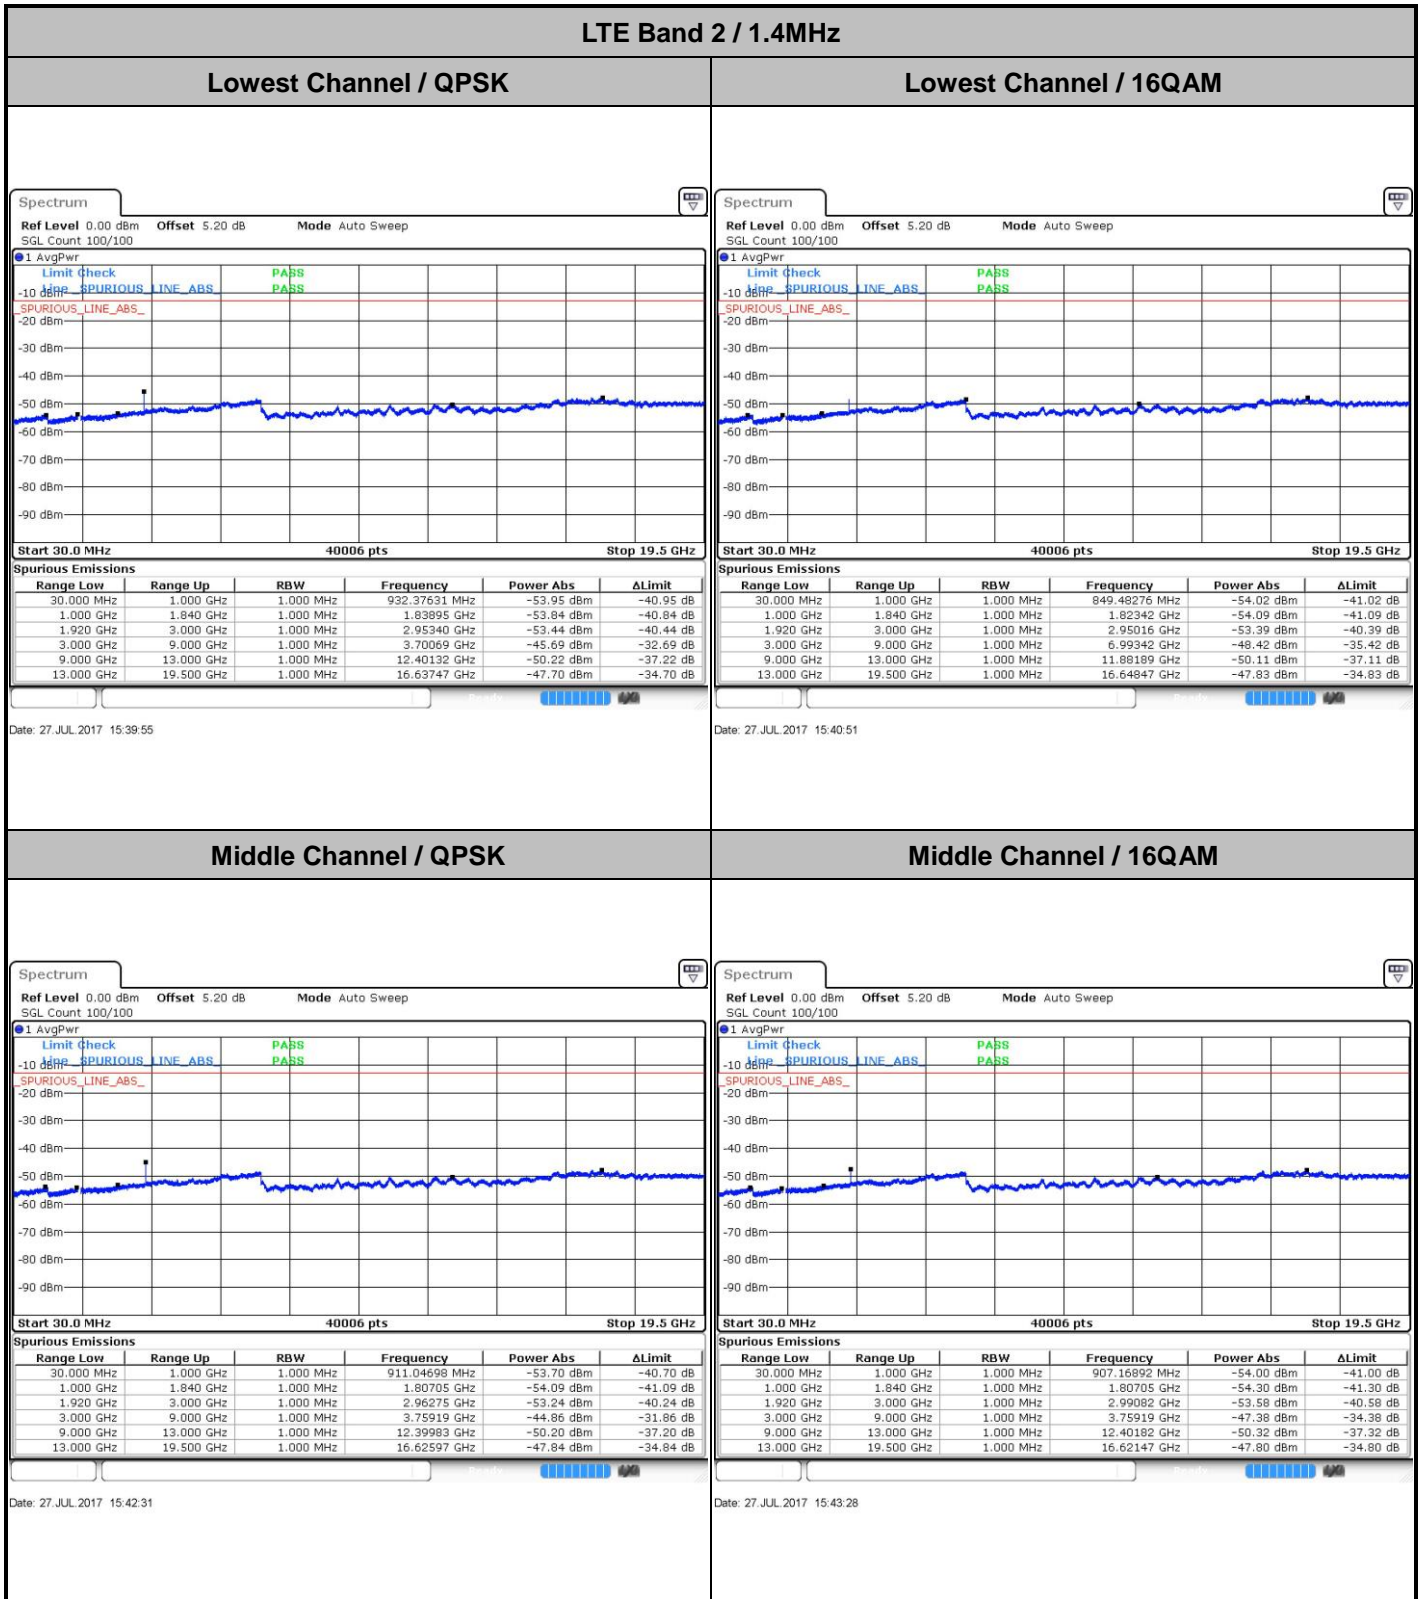 LTE Band 2 / 1.4MHz
Lowest Channel / QPSK
Lowest Channel / 16QAM
Spectrum
Ref Level 0.00 dBm Offset 5.20 dB Mode Auto Sweep
SGL Count 100/100
1 AvgPwr
Limit Check PASS
Line _SPURIOUS_LINE_ABS_ PASS
-10 dBm
_SPURIOUS_LINE_ABS_
-20 dBm
-30 dBm
-40 dBm
-50 dBm
-60 dBm
-70 dBm
-80 dBm
-90 dBm
Start 30.0 MHz 40006 pts Stop 19.5 GHz
Spurious Emissions
Range Low Range Up RBW Frequency Power Abs ΔLimit
30.000 MHz 1.000 GHz 1.000 MHz 932.37631 MHz -53.95 dBm -40.95 dB
1.000 GHz 1.840 GHz 1.000 MHz 1.83895 GHz -53.84 dBm -40.84 dB
1.920 GHz 3.000 GHz 1.000 MHz 2.95340 GHz -53.44 dBm -40.44 dB
3.000 GHz 9.000 GHz 1.000 MHz 3.70069 GHz -45.69 dBm -32.69 dB
9.000 GHz 13.000 GHz 1.000 MHz 12.40132 GHz -50.22 dBm -37.22 dB
13.000 GHz 19.500 GHz 1.000 MHz 16.63747 GHz -47.70 dBm -34.70 dB
Date: 27.JUL.2017 15:39:55
Spectrum
Ref Level 0.00 dBm Offset 5.20 dB Mode Auto Sweep
SGL Count 100/100
1 AvgPwr
Limit Check PASS
Line _SPURIOUS_LINE_ABS_ PASS
-10 dBm
_SPURIOUS_LINE_ABS_
-20 dBm
-30 dBm
-40 dBm
-50 dBm
-60 dBm
-70 dBm
-80 dBm
-90 dBm
Start 30.0 MHz 40006 pts Stop 19.5 GHz
Spurious Emissions
Range Low Range Up RBW Frequency Power Abs ΔLimit
30.000 MHz 1.000 GHz 1.000 MHz 849.48276 MHz -54.02 dBm -41.02 dB
1.000 GHz 1.840 GHz 1.000 MHz 1.82342 GHz -54.09 dBm -41.09 dB
1.920 GHz 3.000 GHz 1.000 MHz 2.95016 GHz -53.39 dBm -40.39 dB
3.000 GHz 9.000 GHz 1.000 MHz 6.99342 GHz -48.42 dBm -35.42 dB
9.000 GHz 13.000 GHz 1.000 MHz 11.88189 GHz -50.11 dBm -37.11 dB
13.000 GHz 19.500 GHz 1.000 MHz 16.64847 GHz -47.83 dBm -34.83 dB
Date: 27.JUL.2017 15:40:51
Middle Channel / QPSK
Middle Channel / 16QAM
Spectrum
Ref Level 0.00 dBm Offset 5.20 dB Mode Auto Sweep
SGL Count 100/100
1 AvgPwr
Limit Check PASS
Line _SPURIOUS_LINE_ABS_ PASS
-10 dBm
_SPURIOUS_LINE_ABS_
-20 dBm
-30 dBm
-40 dBm
-50 dBm
-60 dBm
-70 dBm
-80 dBm
-90 dBm
Start 30.0 MHz 40006 pts Stop 19.5 GHz
Spurious Emissions
Range Low Range Up RBW Frequency Power Abs ΔLimit
30.000 MHz 1.000 GHz 1.000 MHz 911.04698 MHz -53.70 dBm -40.70 dB
1.000 GHz 1.840 GHz 1.000 MHz 1.80705 GHz -54.09 dBm -41.09 dB
1.920 GHz 3.000 GHz 1.000 MHz 2.96275 GHz -53.24 dBm -40.24 dB
3.000 GHz 9.000 GHz 1.000 MHz 3.75919 GHz -44.86 dBm -31.86 dB
9.000 GHz 13.000 GHz 1.000 MHz 12.39983 GHz -50.20 dBm -37.20 dB
13.000 GHz 19.500 GHz 1.000 MHz 16.62597 GHz -47.84 dBm -34.84 dB
Date: 27.JUL.2017 15:42:31
Spectrum
Ref Level 0.00 dBm Offset 5.20 dB Mode Auto Sweep
SGL Count 100/100
1 AvgPwr
Limit Check PASS
Line _SPURIOUS_LINE_ABS_ PASS
-10 dBm
_SPURIOUS_LINE_ABS_
-20 dBm
-30 dBm
-40 dBm
-50 dBm
-60 dBm
-70 dBm
-80 dBm
-90 dBm
Start 30.0 MHz 40006 pts Stop 19.5 GHz
Spurious Emissions
Range Low Range Up RBW Frequency Power Abs ΔLimit
30.000 MHz 1.000 GHz 1.000 MHz 907.16892 MHz -54.00 dBm -41.00 dB
1.000 GHz 1.840 GHz 1.000 MHz 1.80705 GHz -54.30 dBm -41.30 dB
1.920 GHz 3.000 GHz 1.000 MHz 2.99082 GHz -53.58 dBm -40.58 dB
3.000 GHz 9.000 GHz 1.000 MHz 3.75919 GHz -47.38 dBm -34.38 dB
9.000 GHz 13.000 GHz 1.000 MHz 12.40182 GHz -50.32 dBm -37.32 dB
13.000 GHz 19.500 GHz 1.000 MHz 16.62147 GHz -47.80 dBm -34.80 dB
Date: 27.JUL.2017 15:43:28